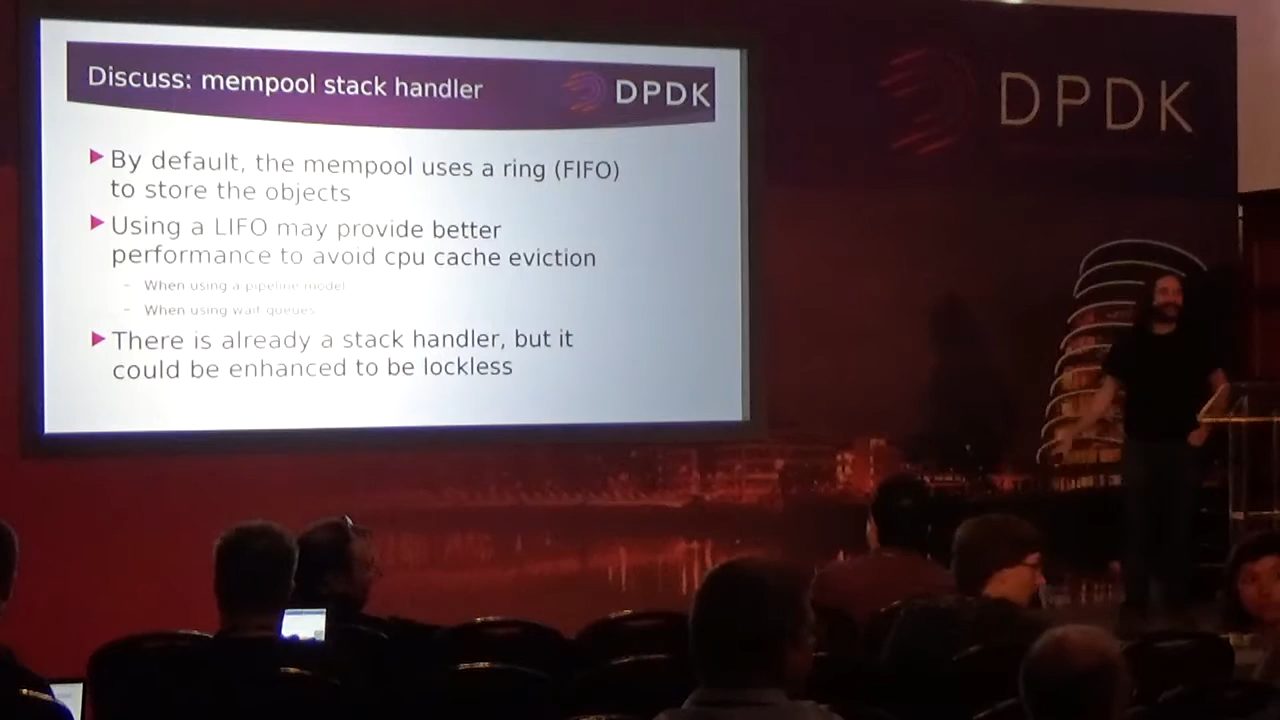 Discuss: mempool stack handler
DPDK
By default, the mempool uses a ring (FIFO)
to store the objects
Using a LIFO may provide better
performance to avoid cpu cache eviction
– When using a pipeline model
– When using wait queues
There is already a stack handler, but it
could be enhanced to be lockless
DPDK